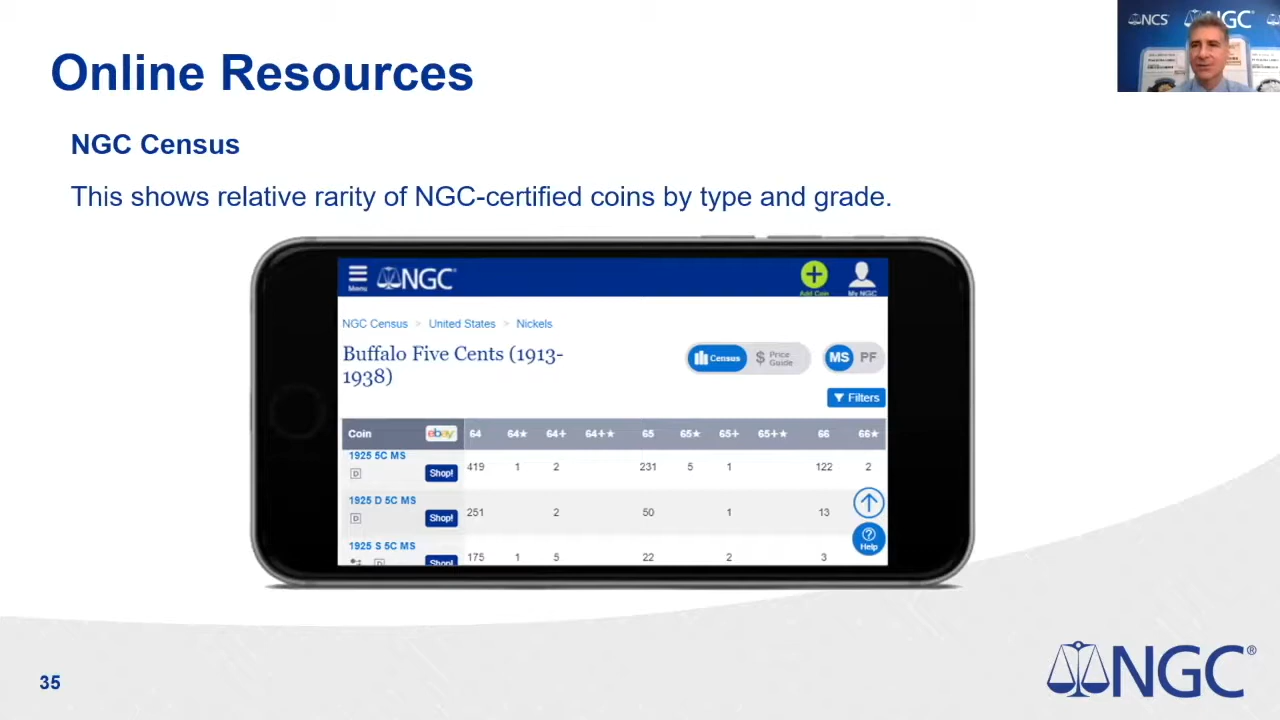 Online Resources
NCS NGC
NGC Census
This shows relative rarity of NGC-certified coins by type and grade.
Menu NGC Add Coin My NGC
NGC Census > United States > Nickels
Buffalo Five Cents (1913-
1938)
Census $ Price Guide MS PF
Filters
Coin ebay 64 64★ 64+ 64+★ 65 65★ 65+ 65+★ 66 66★
1925 5C MS
D Shop! 419 1 2 231 5 1 122 2
1925 D 5C MS
D Shop! 251 2 50 1 13
Help
1925 S 5C MS
D Shop! 175 1 5 22 2 3
NGC®
35